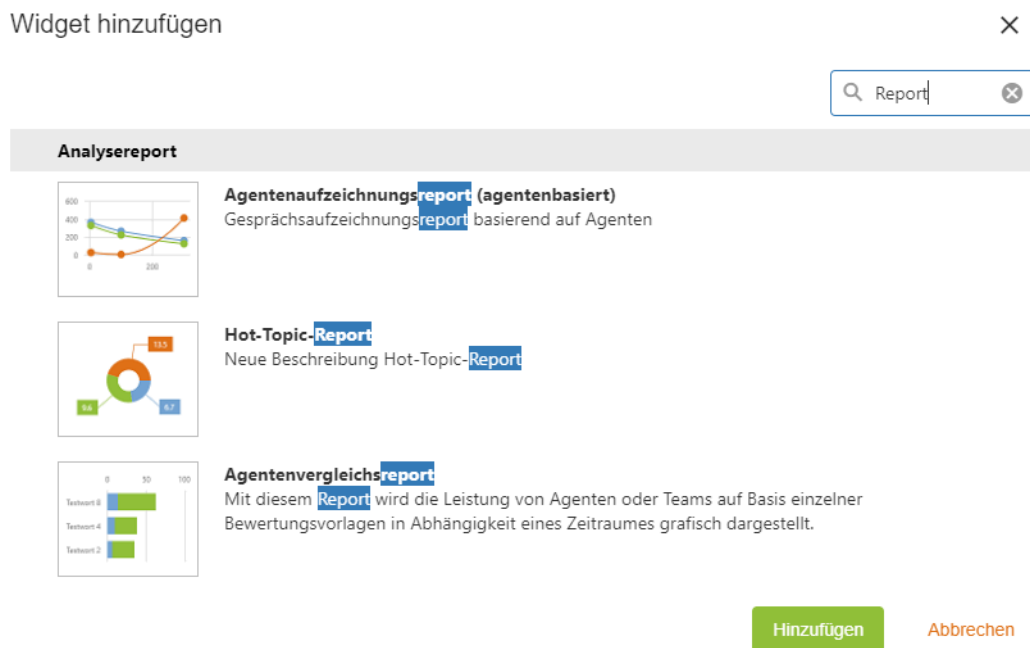 Widget hinzufügen
Report
Analysereport
600
400
200
0
0
200
Agentenaufzeichnungsreport (agentenbasiert)
Gesprächsaufzeichnungsreport basierend auf Agenten
13.5
9.6
6.7
Hot-Topic-Report
Neue Beschreibung Hot-Topic-Report
0 50 100
Testwort 8
Testwort 4
Testwort 2
Agentenvergleichsreport
Mit diesem Report wird die Leistung von Agenten oder Teams auf Basis einzelner
Bewertungsvorlagen in Abhängigkeit eines Zeitraumes grafisch dargestellt.
Hinzufügen Abbrechen